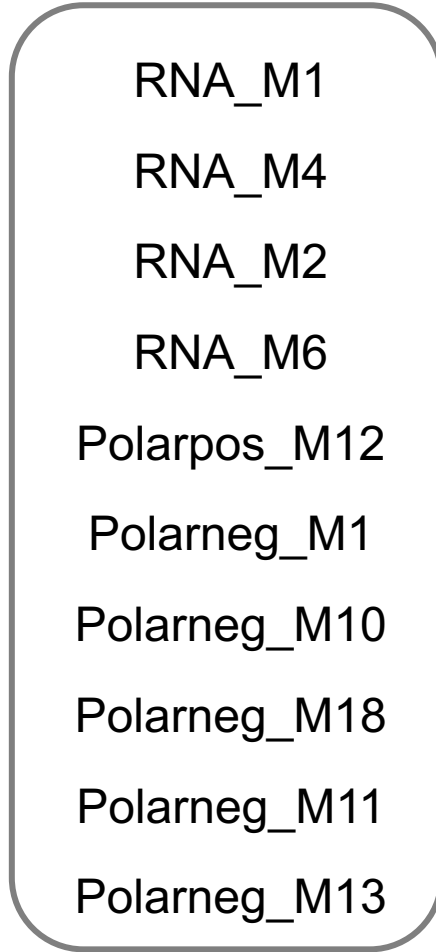 RNA_M1
RNA_M4
RNA_M2
RNA_M6
Polarpos_M12
Polarneg_M1
Polarneg_M10
Polarneg_M18
Polarneg_M11
Polarneg_M13